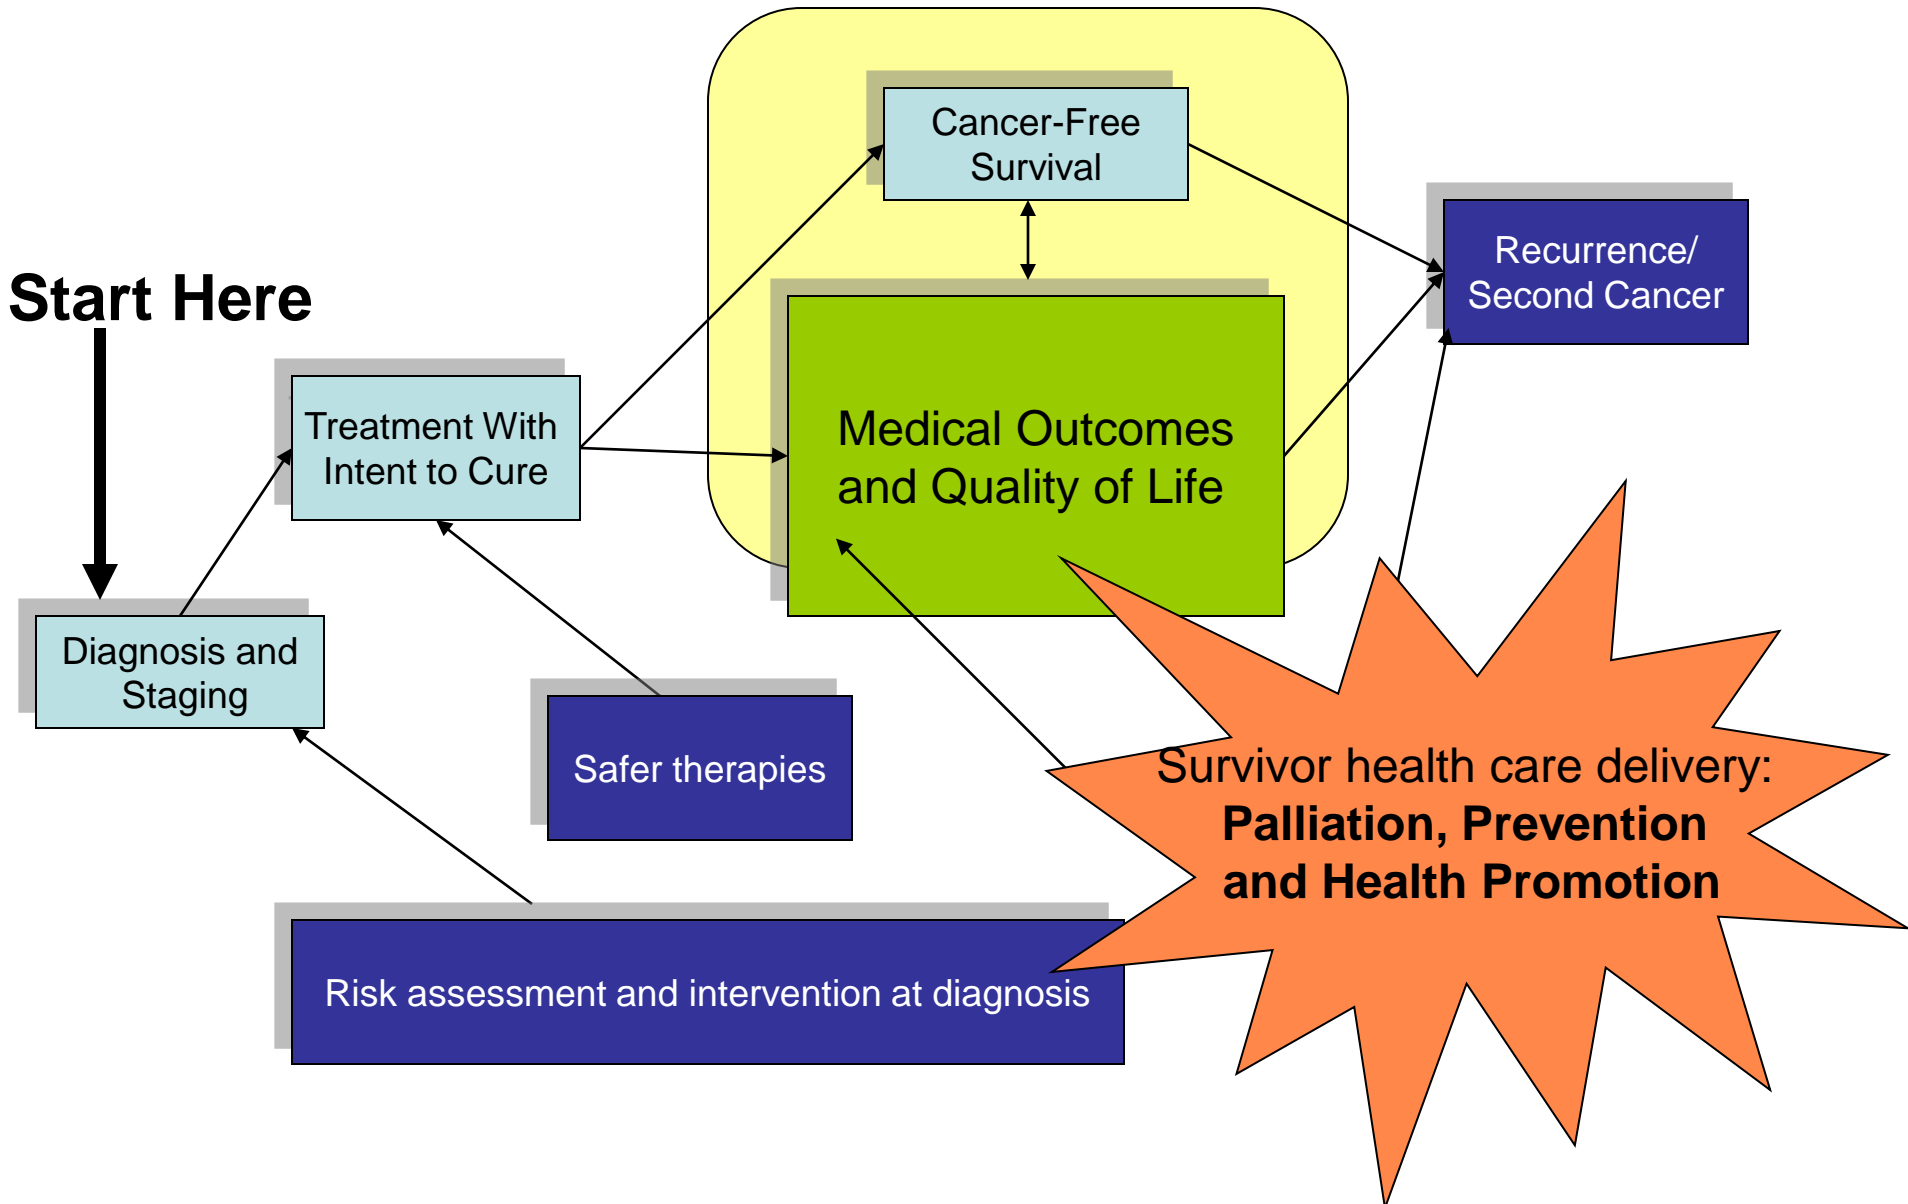 Cancer-Free
Survival
Recurrence/
Second Cancer
Start Here
Treatment With
Intent to Cure
Medical Outcomes
and Quality of Life
Diagnosis and
Staging
Safer therapies
Survivor health care delivery:
Palliation, Prevention
and Health Promotion
Risk assessment and intervention at diagnosis